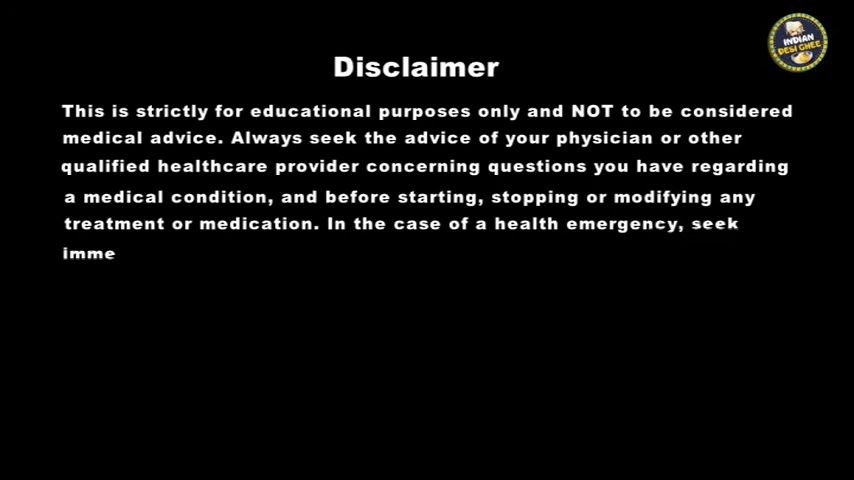 INDIAN
DESI GHEE
Disclaimer
This is strictly for educational purposes only and NOT to be considered
medical advice. Always seek the advice of your physician or other
qualified healthcare provider concerning questions you have regarding
a medical condition, and before starting, stopping or modifying any
treatment or medication. In the case of a health emergency, seek
imme